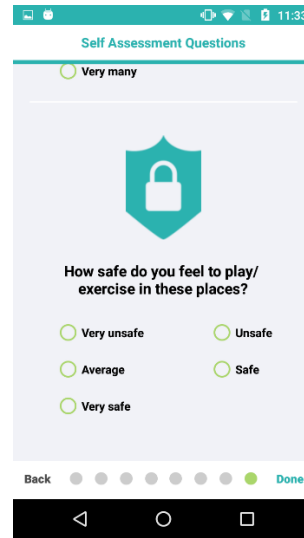 11:33
Self Assessment Questions
Very many
How safe do you feel to play/
exercise in these places?
Very unsafe
Unsafe
Average
Safe
Very safe
Back
Done